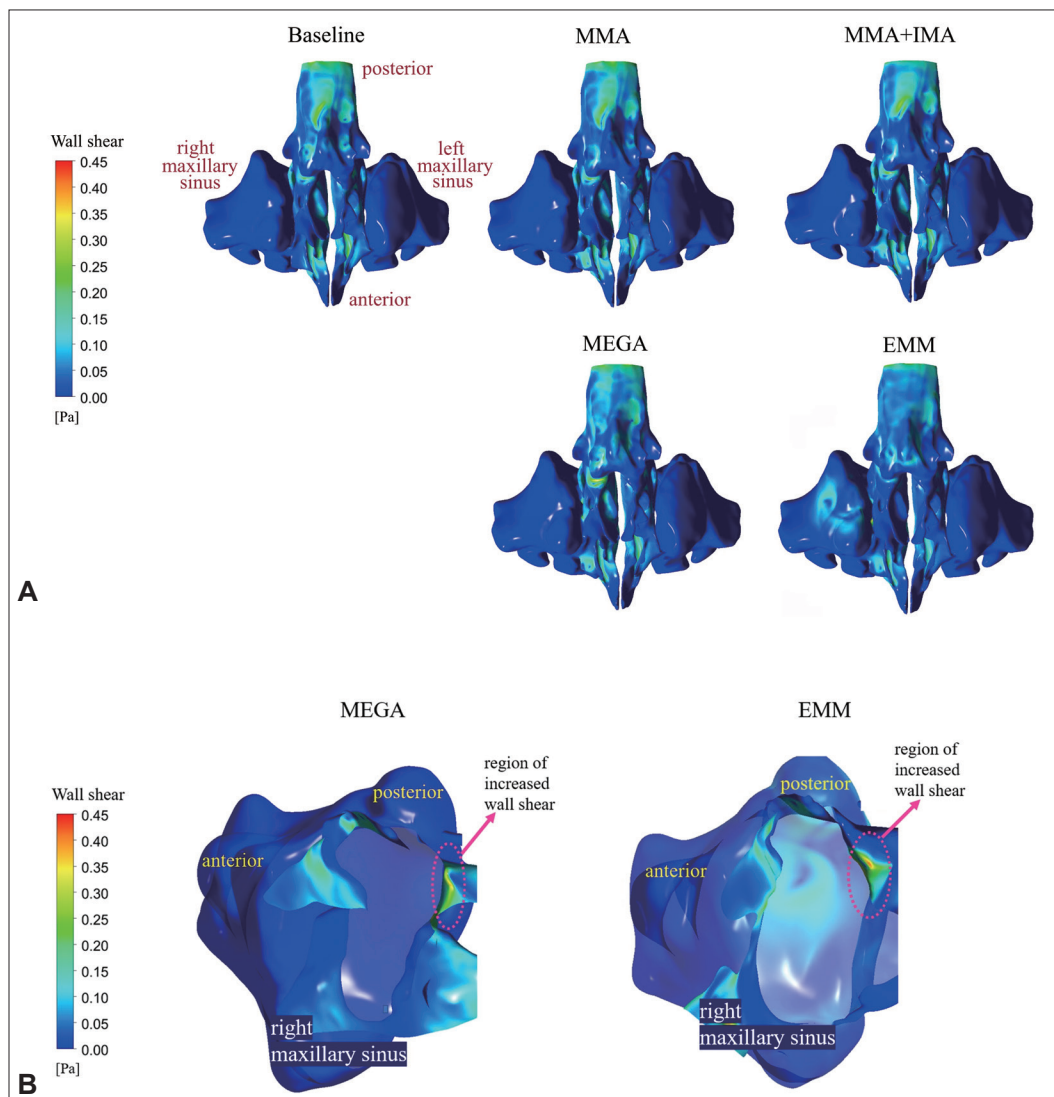 Baseline
MMA
MMA+IMA
posterior
Wall shear
0.45
0.40
0.35
0.30
0.25
0.20
0.15
0.10
0.05
0.00
[Pa]
right
maxillary
sinus
left
maxillary
sinus
anterior
MEGA
EMM
A
MEGA
EMM
Wall shear
0.45
0.40
0.35
0.30
0.25
0.20
0.15
0.10
0.05
0.00
[Pa]
posterior
anterior
region of
increased
wall shear
right
maxillary sinus
posterior
anterior
region of
increased
wall shear
right
maxillary sinus
B